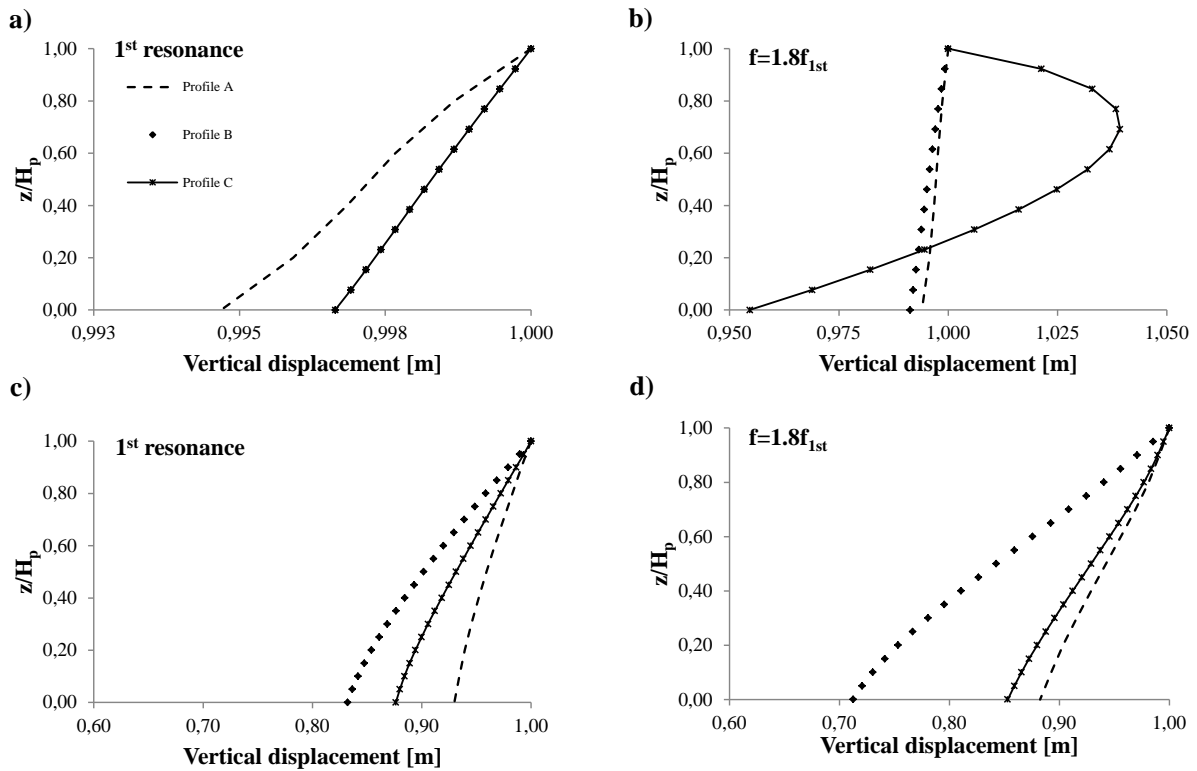 a)
1st resonance
Profile A
Profile B
Profile C
1,00
0,80
0,60
0,40
0,20
0,00
z/Hp
0,993 0,995 0,998 1,000
Vertical displacement [m]
b)
f=1.8f1st
1,00
0,80
0,60
0,40
0,20
0,00
z/Hp
0,950 0,975 1,000 1,025 1,050
Vertical displacement [m]
c)
1st resonance
1,00
0,80
0,60
0,40
0,20
0,00
z/Hp
0,60 0,70 0,80 0,90 1,00
Vertical displacement [m]
d)
f=1.8f1st
1,00
0,80
0,60
0,40
0,20
0,00
z/Hp
0,60 0,70 0,80 0,90 1,00
Vertical displacement [m]